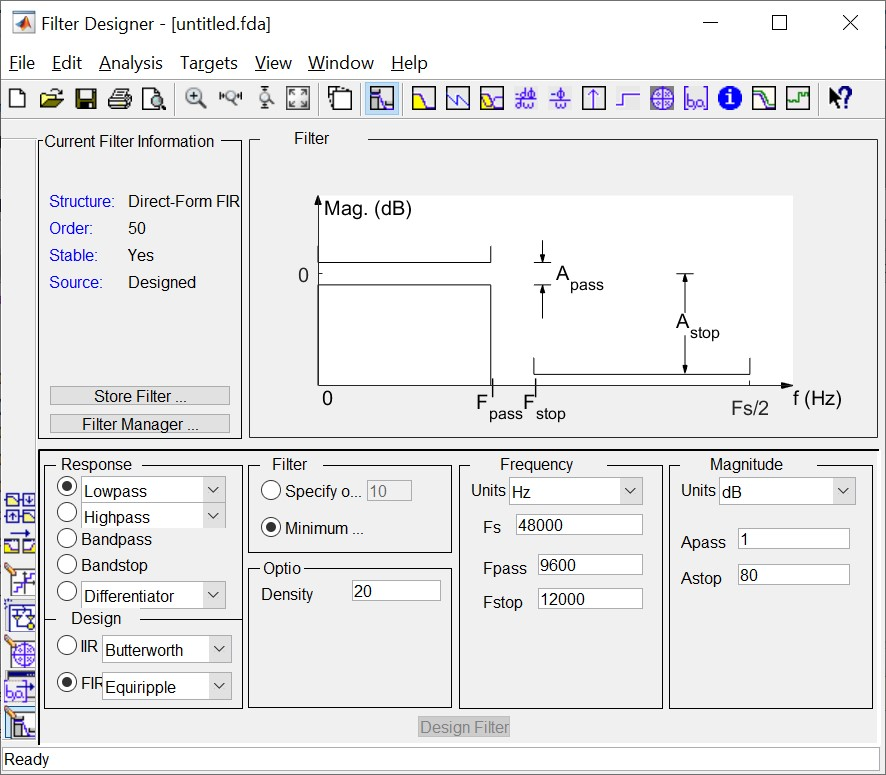 Filter Designer - [untitled.fda]
File Edit Analysis Targets View Window Help
Current Filter Information
Structure: Direct-Form FIR
Order: 50
Stable: Yes
Source: Designed
Store Filter ...
Filter Manager ...
Filter
Mag. (dB)
0
A pass
A stop
0
F pass
F stop
Fs/2
f (Hz)
Response
Lowpass
Highpass
Bandpass
Bandstop
Differentiator
Design
IIR Butterworth
FIR Equiripple
Filter
Specify o... 10
Minimum ...
Optio
Density 20
Frequency
Units Hz
Fs 48000
Fpass 9600
Fstop 12000
Magnitude
Units dB
Apass 1
Astop 80
Design Filter
Ready